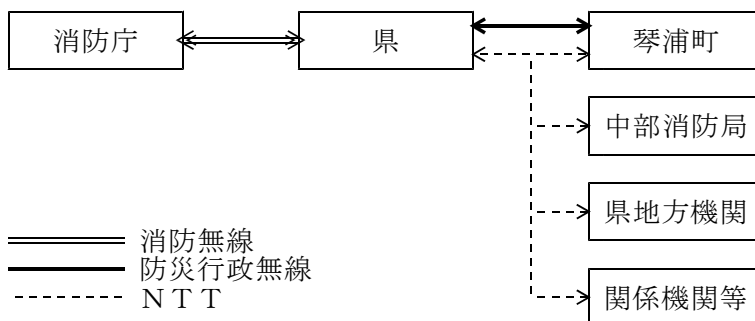 消防庁
県
琴浦町
中部消防局
県地方機関
関係機関等
消防無線
防災行政無線
ＮＴＴ